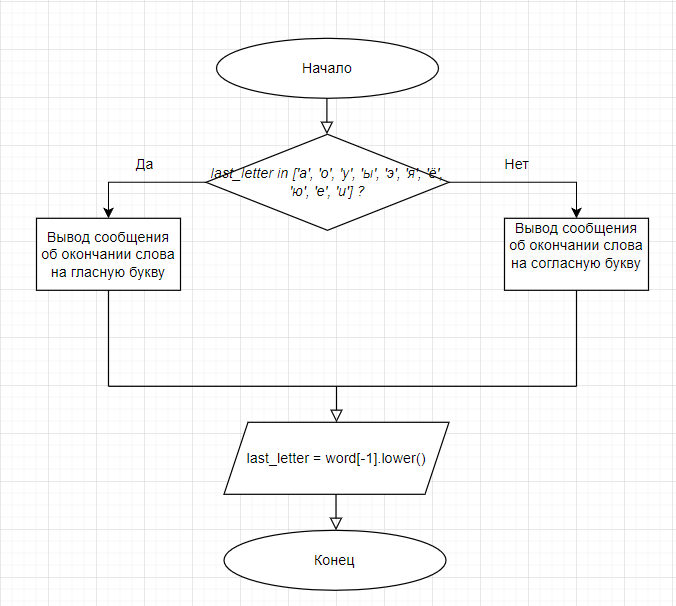 Начало
Да
Нет
last_letter in ['а', 'о', 'у', 'ы', 'э', 'я', 'ё',
'ю', 'е', 'и'] ?
Вывод сообщения
об окончании слова
на гласную букву
Вывод сообщения
об окончании слова
на согласную букву
last_letter = word[-1].lower()
Конец